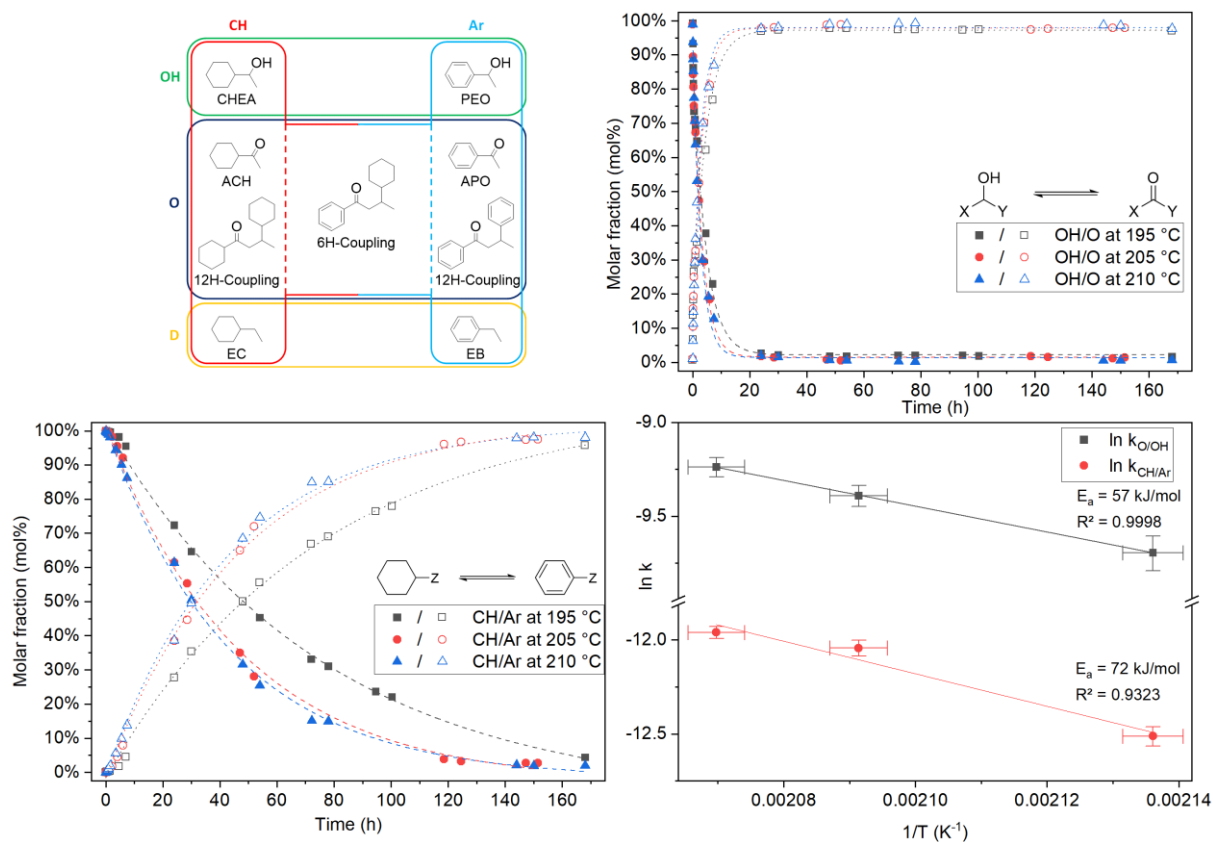 CH
Ar
OH
OH
OH
CHEA
PEO
O
O
O
ACH
APO
O
O
O
6H-Coupling
12H-Coupling
12H-Coupling
D
EC
EB
Molar fraction (mol%)
100%
90%
80%
70%
60%
50%
40%
30%
20%
10%
0%
OH
X
Y
O
X
Y
/ OH/O at 195 °C
/ OH/O at 205 °C
/ OH/O at 210 °C
0
20
40
60
80
100
120
140
160
Time (h)
Molar fraction (mol%)
100%
90%
80%
70%
60%
50%
40%
30%
20%
10%
0%
Z
Z
/ CH/Ar at 195 °C
/ CH/Ar at 205 °C
/ CH/Ar at 210 °C
0
20
40
60
80
100
120
140
160
Time (h)
ln k
-9.0
-9.5
-12.0
-12.5
ln kO/OH
ln kCH/Ar
Ea = 57 kJ/mol
R² = 0.9998
Ea = 72 kJ/mol
R² = 0.9323
0.00208
0.00210
0.00212
0.00214
1/T (K⁻¹)